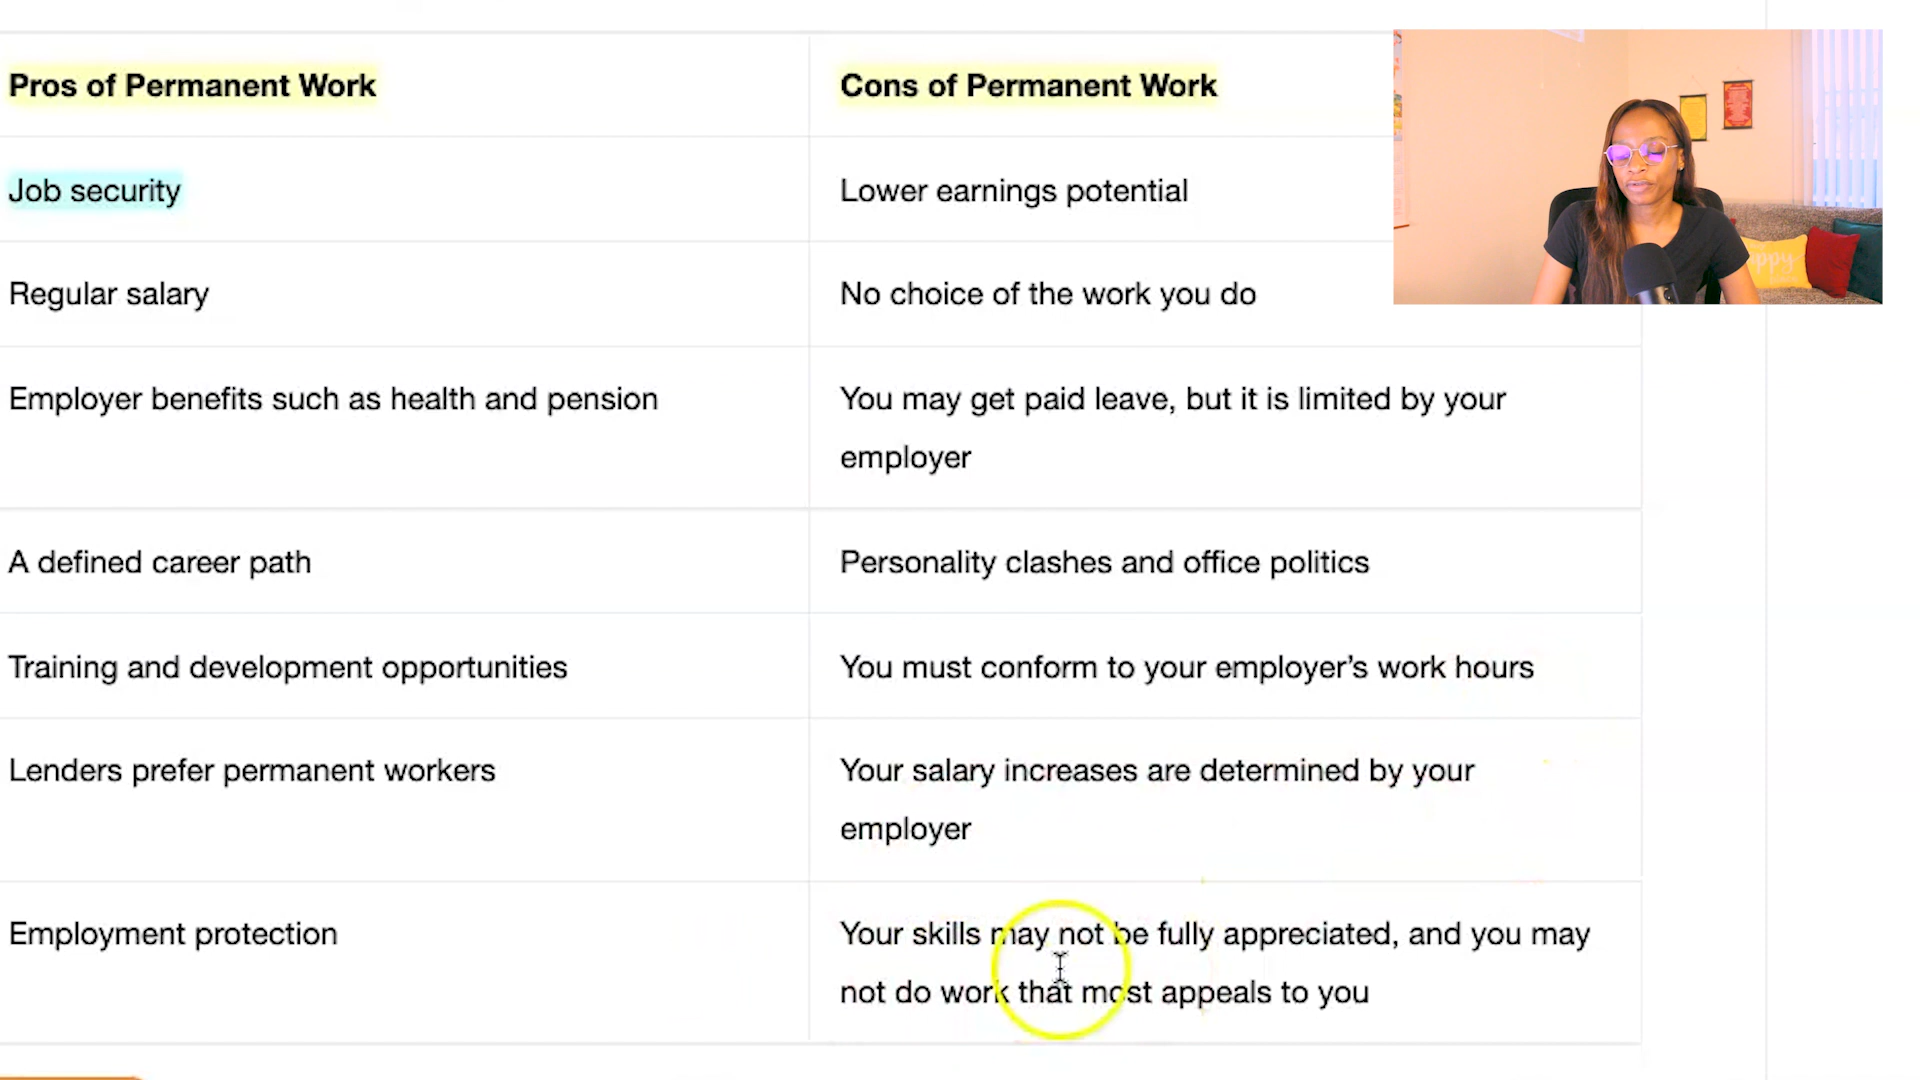 Pros of Permanent Work
Cons of Permanent Work
Job security
Lower earnings potential
Regular salary
No choice of the work you do
Employer benefits such as health and pension
You may get paid leave, but it is limited by your
employer
A defined career path
Personality clashes and office politics
Training and development opportunities
You must conform to your employer’s work hours
Lenders prefer permanent workers
Your salary increases are determined by your
employer
Employment protection
Your skills may not be fully appreciated, and you may
not do work that most appeals to you